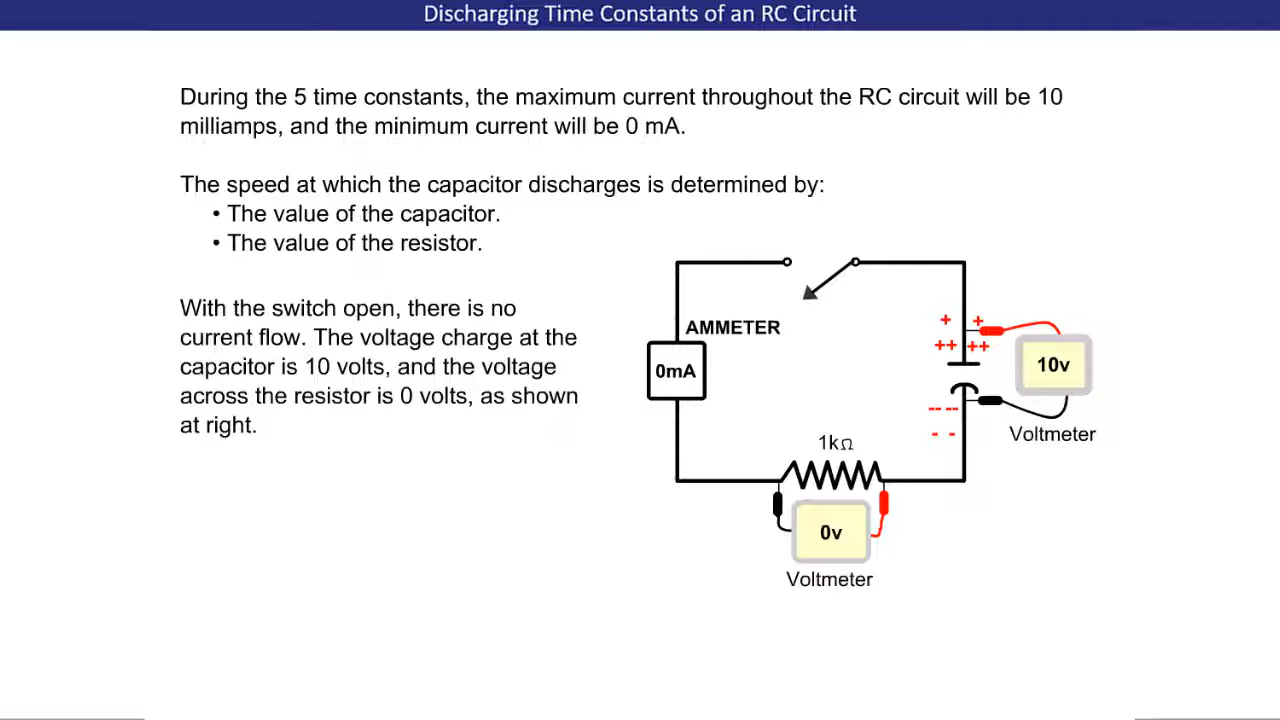 Discharging Time Constants of an RC Circuit
During the 5 time constants, the maximum current throughout the RC circuit will be 10
milliamps, and the minimum current will be 0 mA.
The speed at which the capacitor discharges is determined by:
• The value of the capacitor.
• The value of the resistor.
With the switch open, there is no
current flow. The voltage charge at the
capacitor is 10 volts, and the voltage
across the resistor is 0 volts, as shown
at right.
AMMETER
0mA
+ +
++ ++
10v
-- --
- -
Voltmeter
1kΩ
0v
Voltmeter